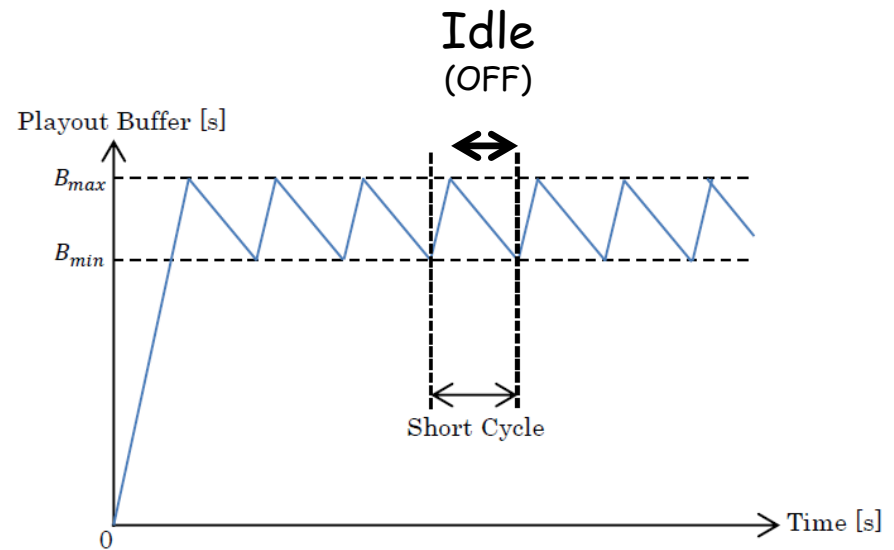 Idle
(OFF)
Playout Buffer [s]
B_max
B_min
Short Cycle
0
Time [s]